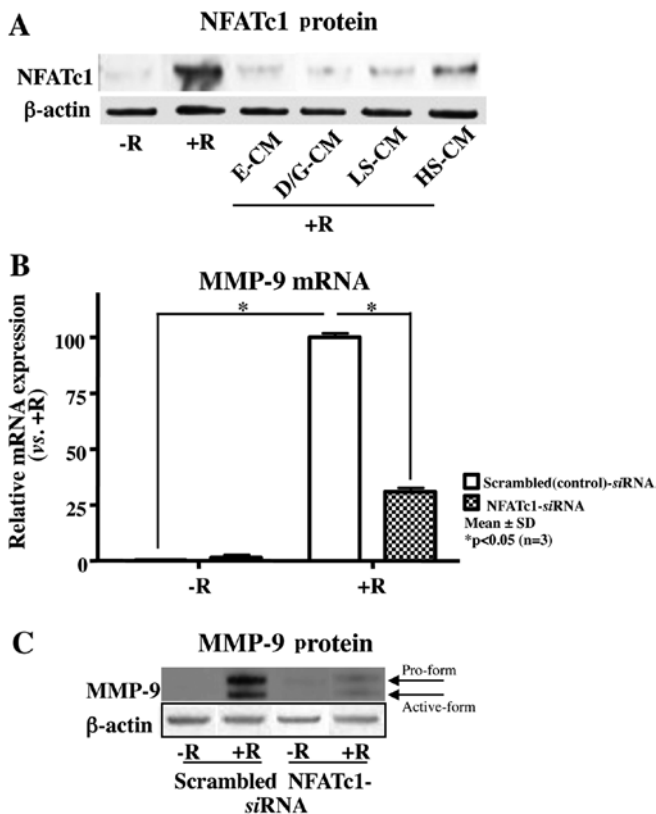 A
NFATc1 protein
NFATc1
β-actin
-R +R E-CM D/G-CM LS-CM HS-CM
+R
B
MMP-9 mRNA
* *
Relative mRNA expression
(vs. +R)
100
75
50
25
0
-R +R
Scrambled(control)-siRNA
NFATc1-siRNA
Mean ± SD
*p<0.05 (n=3)
C
MMP-9 protein
MMP-9
Pro-form
Active-form
β-actin
-R +R -R +R
Scrambled NFATc1-
siRNA